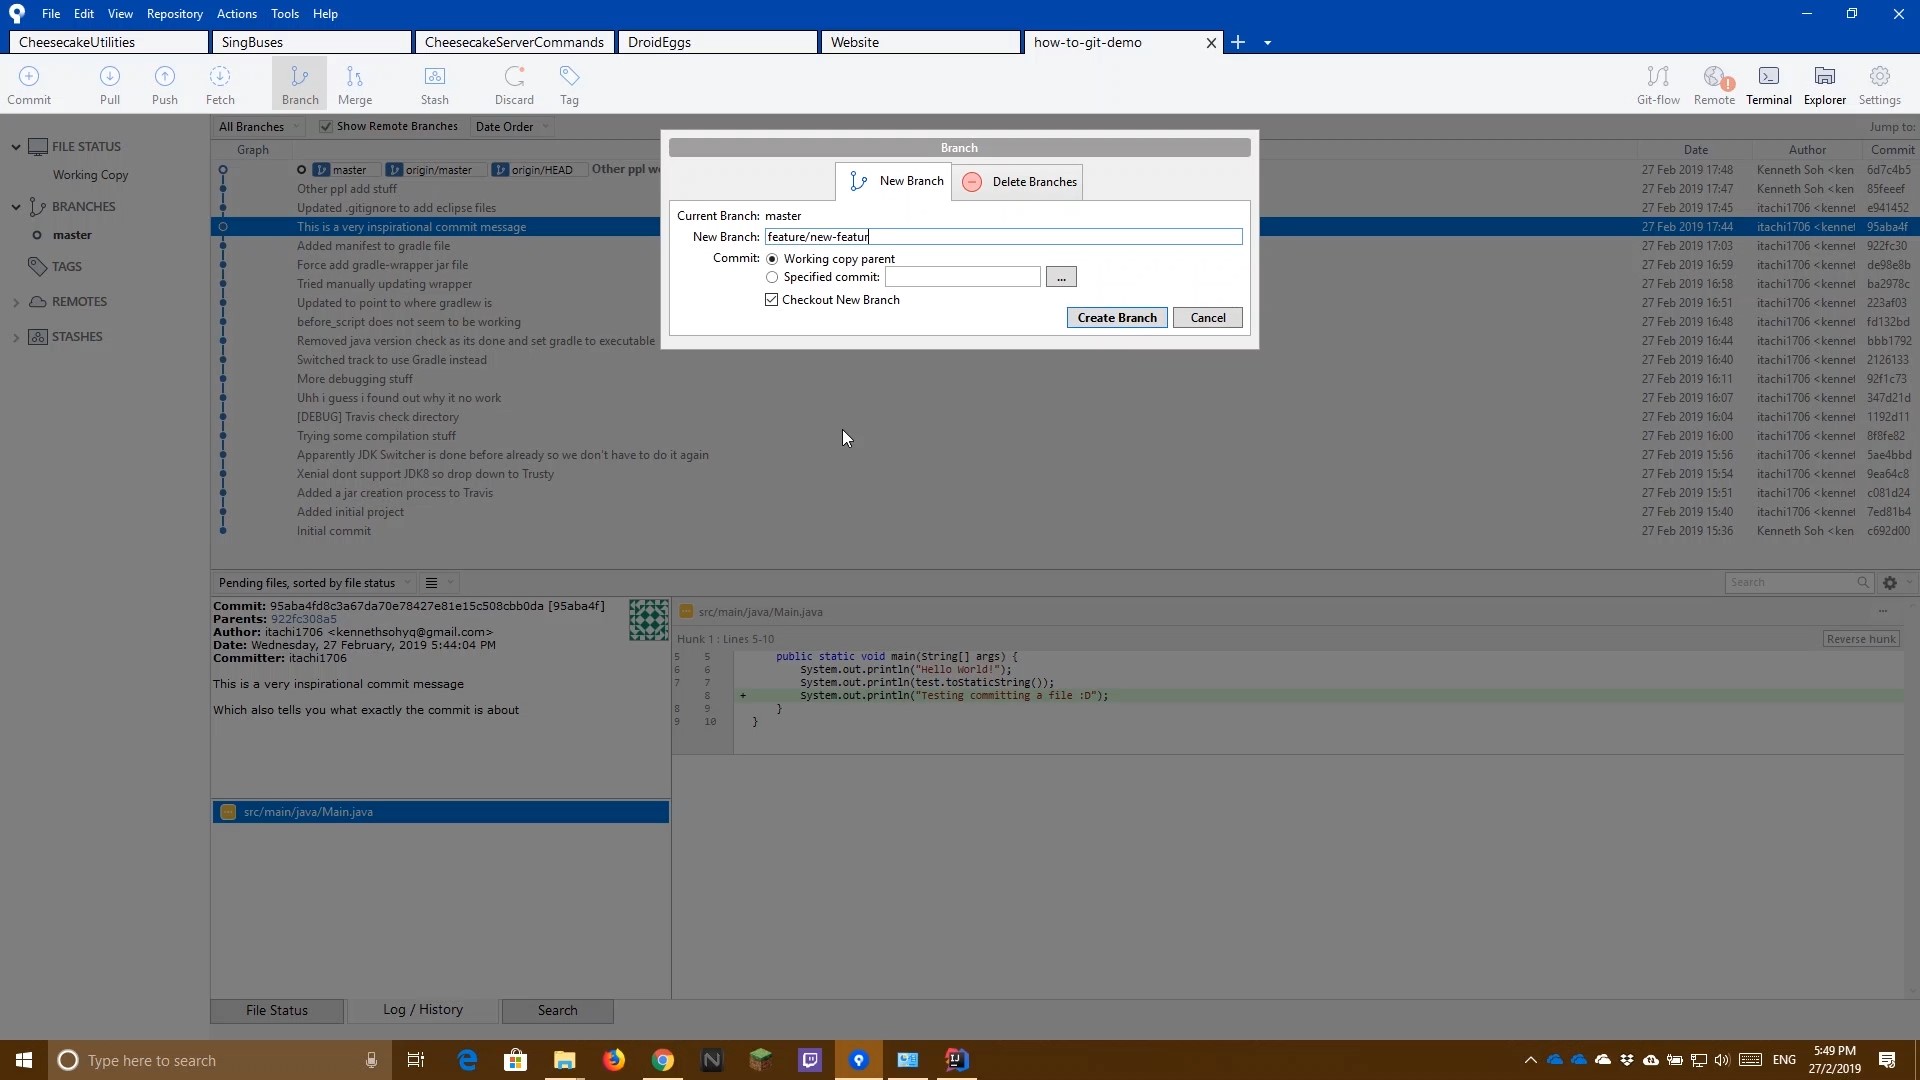 File Edit View Repository Actions Tools Help
CheesecakeUtilities SingBuses CheesecakeServerCommands DroidEggs Website how-to-git-demo
Commit Pull Push Fetch Branch Merge Stash Discard Tag Git-flow Remote Terminal Explorer Settings
All Branches Show Remote Branches Date Order Jump to:
Graph Date Author Commit
FILE STATUS
Working Copy
BRANCHES
master
TAGS
REMOTES
STASHES
master origin/master origin/HEAD Other ppl w 27 Feb 2019 17:48 Kenneth Soh <ken 6d7c4b5
Other ppl add stuff 27 Feb 2019 17:47 Kenneth Soh <ken 85feeef
Updated .gitignore to add eclipse files 27 Feb 2019 17:45 itachi1706 <kennet e941452
This is a very inspirational commit message 27 Feb 2019 17:44 itachi1706 <kennet 95aba4f
Added manifest to gradle file 27 Feb 2019 17:03 itachi1706 <kennet 922fc30
Force add gradle-wrapper jar file 27 Feb 2019 16:59 itachi1706 <kennet de98e8b
Tried manually updating wrapper 27 Feb 2019 16:58 itachi1706 <kennet ba2978c
Updated to point to where gradlew is 27 Feb 2019 16:51 itachi1706 <kennet 223af03
before_script does not seem to be working 27 Feb 2019 16:48 itachi1706 <kennet fd132bd
Removed java version check as its done and set gradle to executable 27 Feb 2019 16:44 itachi1706 <kennet bbb1792
Switched track to use Gradle instead 27 Feb 2019 16:40 itachi1706 <kennet 2126133
More debugging stuff 27 Feb 2019 16:11 itachi1706 <kennet 92f1c73
Uhh i guess i found out why it no work 27 Feb 2019 16:07 itachi1706 <kennet 347d21d
[DEBUG] Travis check directory 27 Feb 2019 16:04 itachi1706 <kennet 1192d11
Trying some compilation stuff 27 Feb 2019 16:00 itachi1706 <kennet 8f8fe82
Apparently JDK Switcher is done before already so we don't have to do it again 27 Feb 2019 15:56 itachi1706 <kennet 5ae4bbd
Xenial dont support JDK8 so drop down to Trusty 27 Feb 2019 15:54 itachi1706 <kennet 9ea64c8
Added a jar creation process to Travis 27 Feb 2019 15:51 itachi1706 <kennet c081d24
Added initial project 27 Feb 2019 15:40 itachi1706 <kennet 7ed81b4
Initial commit 27 Feb 2019 15:36 Kenneth Soh <ken c692d00
Branch
New Branch Delete Branches
Current Branch: master
New Branch: feature/new-featur
Commit: Working copy parent
Specified commit: ...
Checkout New Branch
Create Branch Cancel
Pending files, sorted by file status Search
Commit: 95aba4fd8c3a67da70e78427e81e15c508cbb0da [95aba4f]
Parents: 922fc308a5
Author: itachi1706 <kennethsohyq@gmail.com>
Date: Wednesday, 27 February, 2019 5:44:04 PM
Committer: itachi1706
This is a very inspirational commit message
Which also tells you what exactly the commit is about
src/main/java/Main.java
src/main/java/Main.java ...
Hunk 1 : Lines 5-10 Reverse hunk
5 5 public static void main(String[] args) {
6 6 System.out.println("Hello World!");
7 7 System.out.println(test.toStaticString());
8 + System.out.println("Testing committing a file :D");
8 9 }
9 10 }
File Status Log / History Search
Type here to search
ENG
5:49 PM
27/2/2019